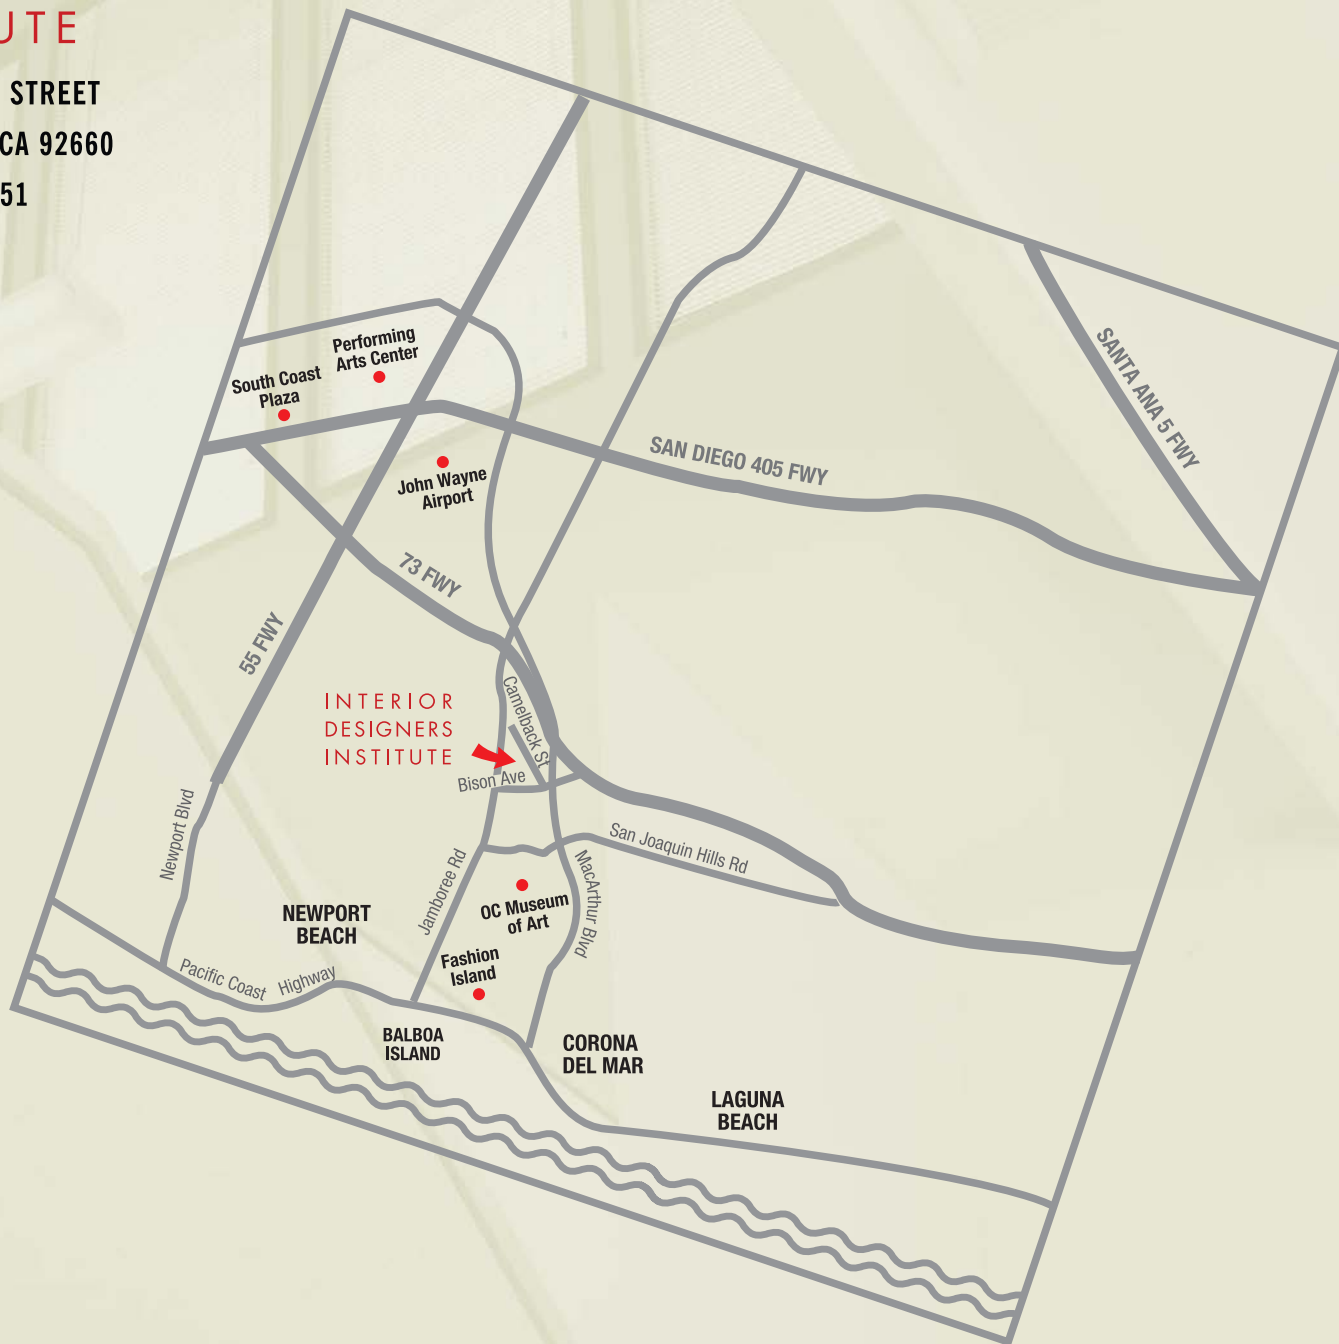 UTE
STREET
CA 92660
51
Performing
Arts Center
South Coast
Plaza
John Wayne
Airport
SAN DIEGO 405 FWY
SANTA ANA 5 FWY
73 FWY
55 FWY
INTERIOR
DESIGNERS
INSTITUTE
Camelback St
Bison Ave
Newport Blvd
Jamboree Rd
San Joaquin Hills Rd
MacArthur Blvd
OC Museum
of Art
NEWPORT
BEACH
Fashion
Island
Pacific Coast Highway
BALBOA
ISLAND
CORONA
DEL MAR
LAGUNA
BEACH